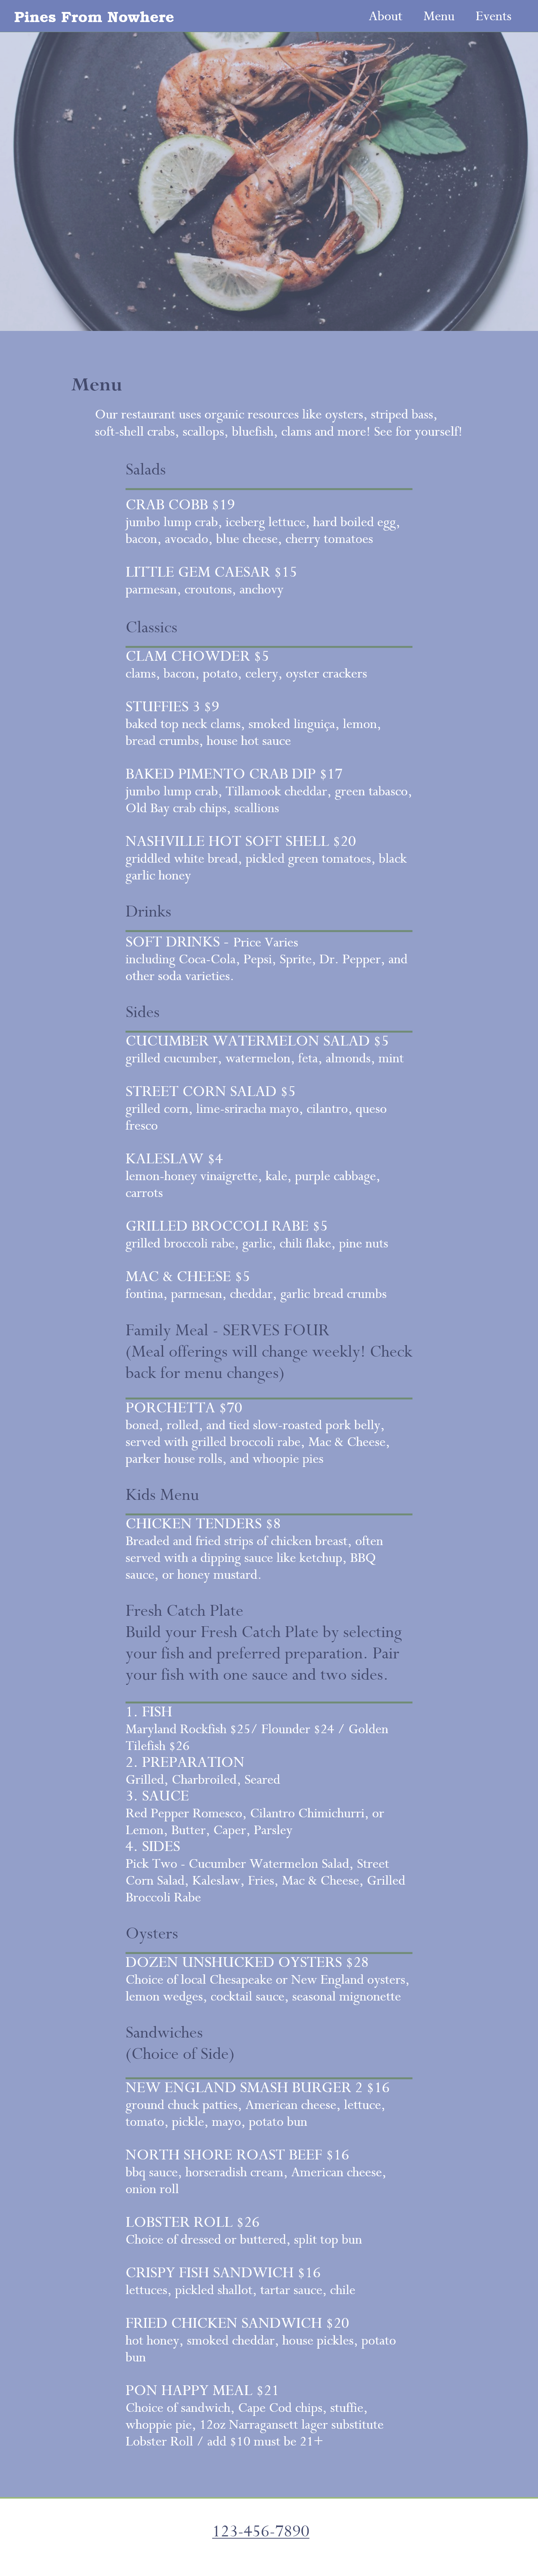 Pines From Nowhere
About Menu Events
Menu
Our restaurant uses organic resources like oysters, striped bass,
soft-shell crabs, scallops, bluefish, clams and more! See for yourself!
Salads
CRAB COBB $19
jumbo lump crab, iceberg lettuce, hard boiled egg,
bacon, avocado, blue cheese, cherry tomatoes
LITTLE GEM CAESAR $15
parmesan, croutons, anchovy
Classics
CLAM CHOWDER $5
clams, bacon, potato, celery, oyster crackers
STUFFIES 3 $9
baked top neck clams, smoked linguiça, lemon,
bread crumbs, house hot sauce
BAKED PIMENTO CRAB DIP $17
jumbo lump crab, Tillamook cheddar, green tabasco,
Old Bay crab chips, scallions
NASHVILLE HOT SOFT SHELL $20
griddled white bread, pickled green tomatoes, black
garlic honey
Drinks
SOFT DRINKS - Price Varies
including Coca-Cola, Pepsi, Sprite, Dr. Pepper, and
other soda varieties.
Sides
CUCUMBER WATERMELON SALAD $5
grilled cucumber, watermelon, feta, almonds, mint
STREET CORN SALAD $5
grilled corn, lime-sriracha mayo, cilantro, queso
fresco
KALESLAW $4
lemon-honey vinaigrette, kale, purple cabbage,
carrots
GRILLED BROCCOLI RABE $5
grilled broccoli rabe, garlic, chili flake, pine nuts
MAC & CHEESE $5
fontina, parmesan, cheddar, garlic bread crumbs
Family Meal - SERVES FOUR
(Meal offerings will change weekly! Check
back for menu changes)
PORCHETTA $70
boned, rolled, and tied slow-roasted pork belly,
served with grilled broccoli rabe, Mac & Cheese,
parker house rolls, and whoopie pies
Kids Menu
CHICKEN TENDERS $8
Breaded and fried strips of chicken breast, often
served with a dipping sauce like ketchup, BBQ
sauce, or honey mustard.
Fresh Catch Plate
Build your Fresh Catch Plate by selecting
your fish and preferred preparation. Pair
your fish with one sauce and two sides.
1. FISH
Maryland Rockfish $25/ Flounder $24 / Golden
Tilefish $26
2. PREPARATION
Grilled, Charbroiled, Seared
3. SAUCE
Red Pepper Romesco, Cilantro Chimichurri, or
Lemon, Butter, Caper, Parsley
4. SIDES
Pick Two - Cucumber Watermelon Salad, Street
Corn Salad, Kaleslaw, Fries, Mac & Cheese, Grilled
Broccoli Rabe
Oysters
DOZEN UNSHUCKED OYSTERS $28
Choice of local Chesapeake or New England oysters,
lemon wedges, cocktail sauce, seasonal mignonette
Sandwiches
(Choice of Side)
NEW ENGLAND SMASH BURGER 2 $16
ground chuck patties, American cheese, lettuce,
tomato, pickle, mayo, potato bun
NORTH SHORE ROAST BEEF $16
bbq sauce, horseradish cream, American cheese,
onion roll
LOBSTER ROLL $26
Choice of dressed or buttered, split top bun
CRISPY FISH SANDWICH $16
lettuces, pickled shallot, tartar sauce, chile
FRIED CHICKEN SANDWICH $20
hot honey, smoked cheddar, house pickles, potato
bun
PON HAPPY MEAL $21
Choice of sandwich, Cape Cod chips, stuffie,
whoppie pie, 12oz Narragansett lager substitute
Lobster Roll / add $10 must be 21+
123-456-7890